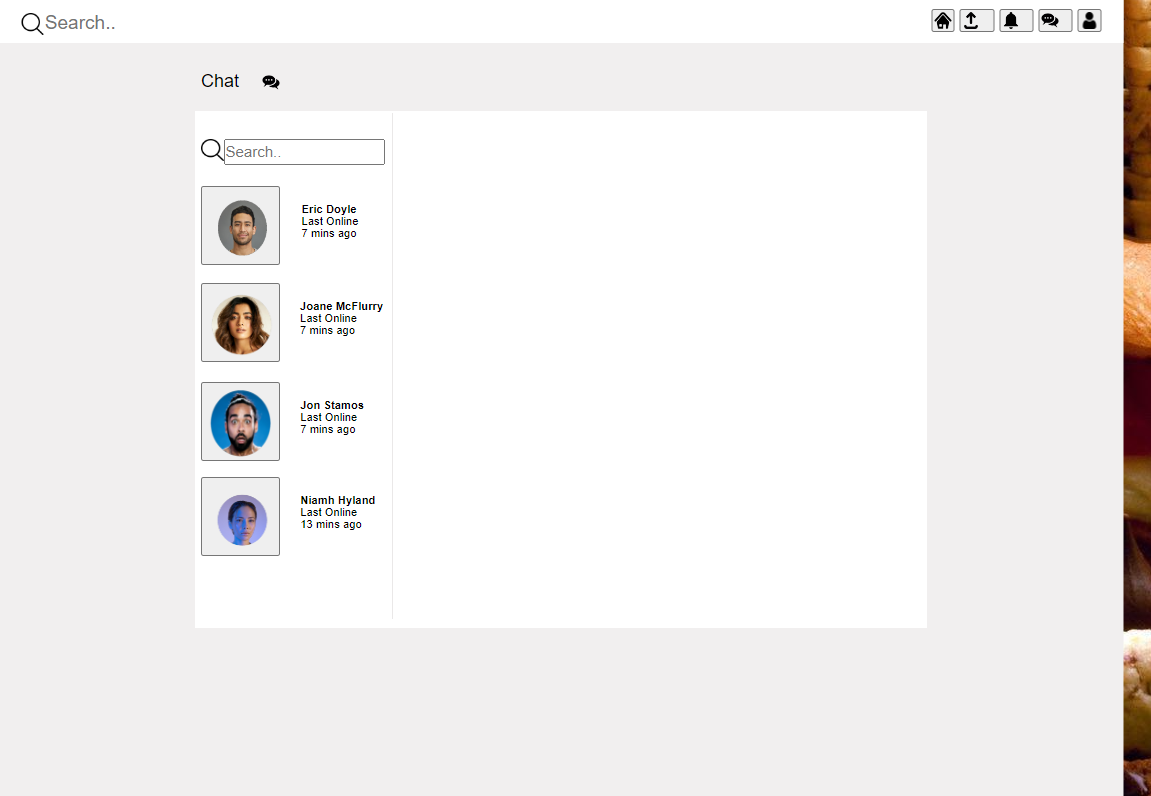 Search..
Chat
Search..
Eric Doyle
Last Online
7 mins ago
Joane McFlurry
Last Online
7 mins ago
Jon Stamos
Last Online
7 mins ago
Niamh Hyland
Last Online
13 mins ago